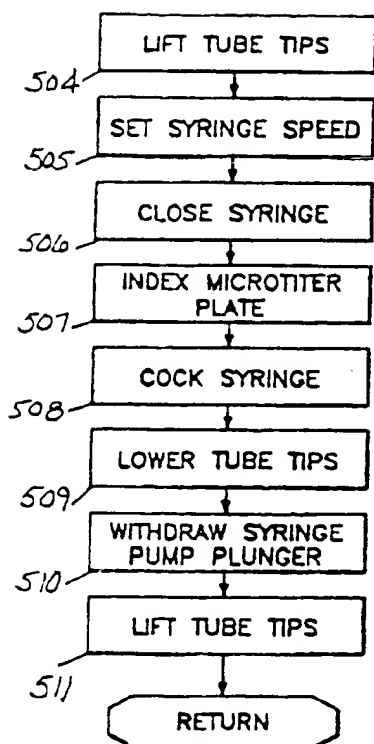 LIFT TUBE TIPS
504
SET SYRINGE SPEED
505
CLOSE SYRINGE
506
INDEX MICROTITER
PLATE
507
COCK SYRINGE
508
LOWER TUBE TIPS
509
WITHDRAW SYRINGE
PUMP PLUNGER
510
LIFT TUBE TIPS
511
RETURN